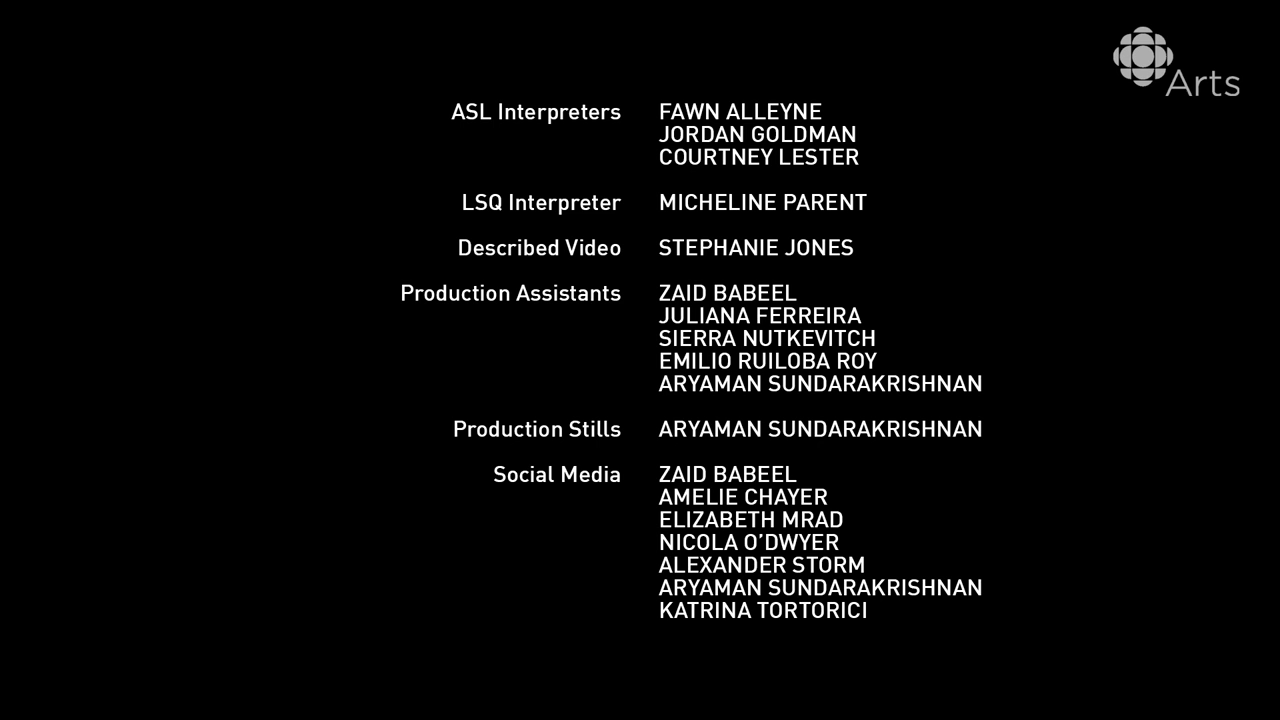 Arts
ASL Interpreters FAWN ALLEYNE
JORDAN GOLDMAN
COURTNEY LESTER
LSQ Interpreter MICHELINE PARENT
Described Video STEPHANIE JONES
Production Assistants ZAID BABEEL
JULIANA FERREIRA
SIERRA NUTKEVITCH
EMILIO RUILOBA ROY
ARYAMAN SUNDARAKRISHNAN
Production Stills ARYAMAN SUNDARAKRISHNAN
Social Media ZAID BABEEL
AMELIE CHAYER
ELIZABETH MRAD
NICOLA O’DWYER
ALEXANDER STORM
ARYAMAN SUNDARAKRISHNAN
KATRINA TORTORICI